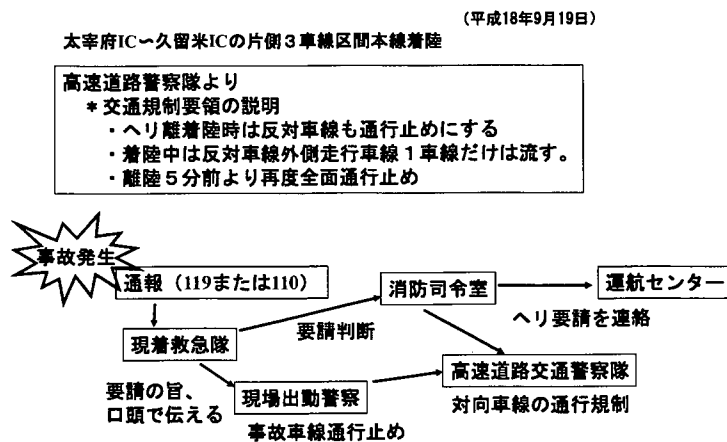 （平成18年9月19日）
太宰府IC～久留米ICの片側３車線区間本線着陸
高速道路警察隊より
＊交通規制要領の説明
・ヘリ離着陸時は反対車線も通行止めにする
・着陸中は反対車線外側走行車線１車線だけは流す。
・離陸５分前より再度全面通行止め
事故発生
通報（119または110）
消防司令室
運航センター
要請判断
ヘリ要請を連絡
現着救急隊
高速道路交通警察隊
要請の旨、
口頭で伝える
現場出動警察
対向車線の通行規制
事故車線通行止め